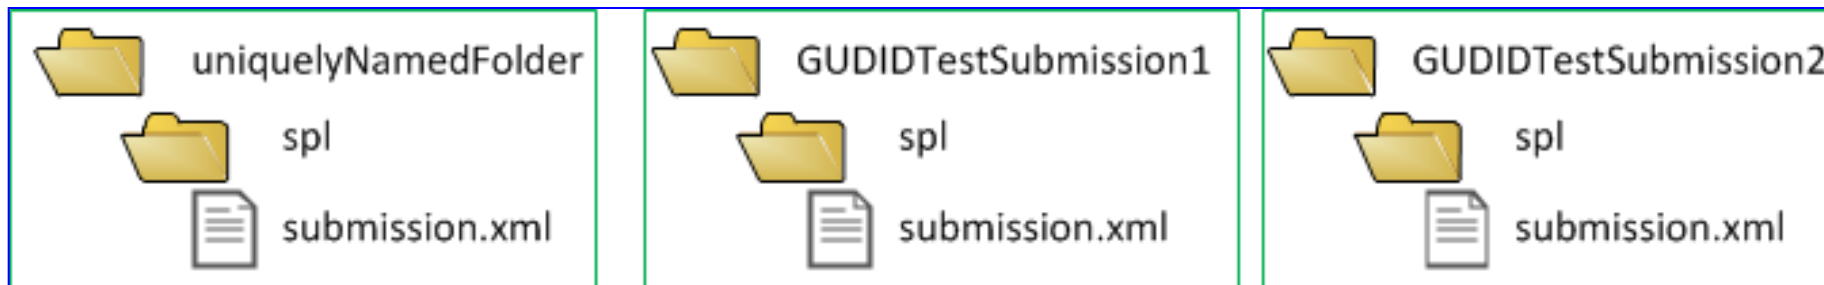 uniquelyNamedFolder
spl
submission.xml
GUDIDTestSubmission1
spl
submission.xml
GUDIDTestSubmission2
spl
submission.xml